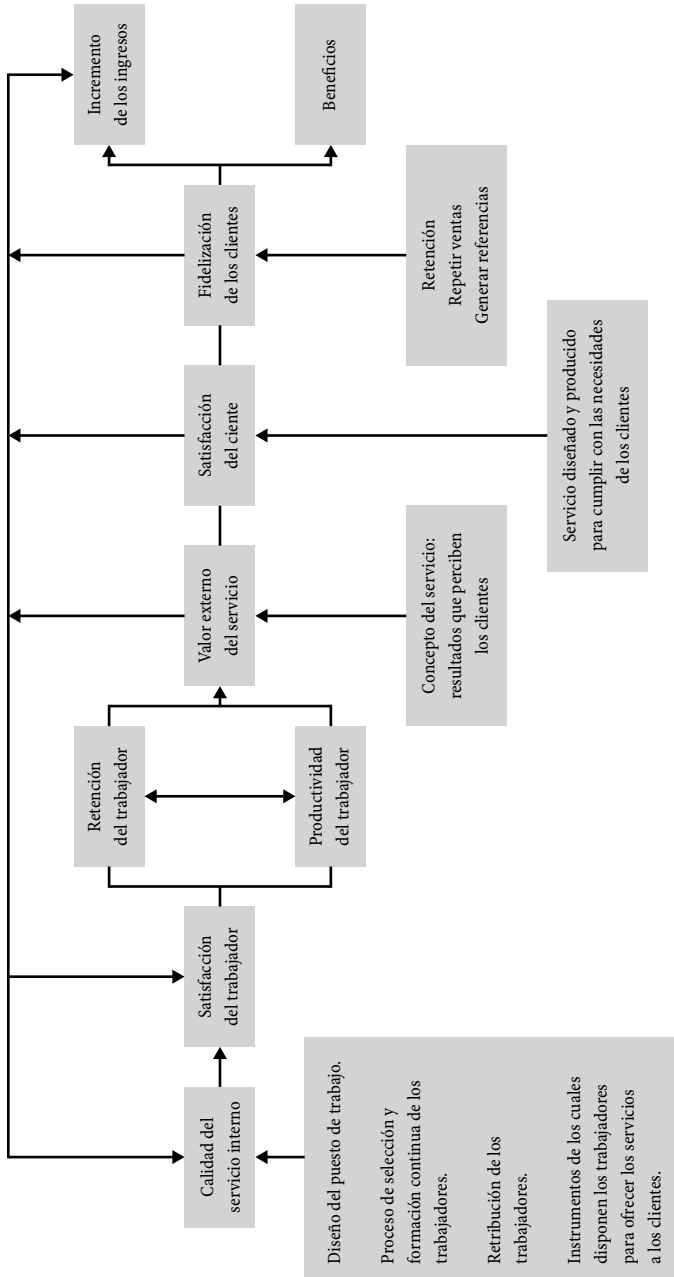 Calidad del
servicio interno
Satisfacción
del trabajador
Retención
del trabajador
Productividad
del trabajador
Valor externo
del servicio
Satisfacción
del ciente
Fidelización
de los clientes
Incremento
de los ingresos
Beneficios
Diseño del puesto de trabajo.
Proceso de selección y
formación continua de los
trabajadores.
Retribución de los
trabajadores.
Instrumentos de los cuales
disponen los trabajadores
para ofrecer los servicios
a los clientes.
Concepto del servicio:
resultados que perciben
los clientes
Servicio diseñado y producido
para cumplir con las necesidades
de los clientes
Retención
Repetir ventas
Generar referencias